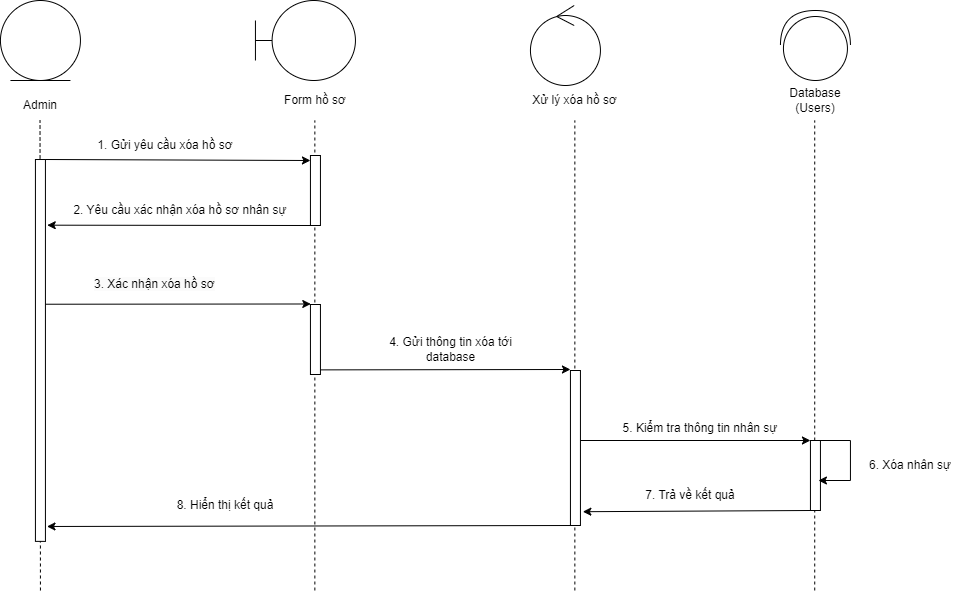 Admin
Form hồ sơ
Xử lý xóa hồ sơ
Database
(Users)
1. Gửi yêu cầu xóa hồ sơ
2. Yêu cầu xác nhận xóa hồ sơ nhân sự
3. Xác nhận xóa hồ sơ
4. Gửi thông tin xóa tới
database
5. Kiểm tra thông tin nhân sự
6. Xóa nhân sự
7. Trả về kết quả
8. Hiển thị kết quả